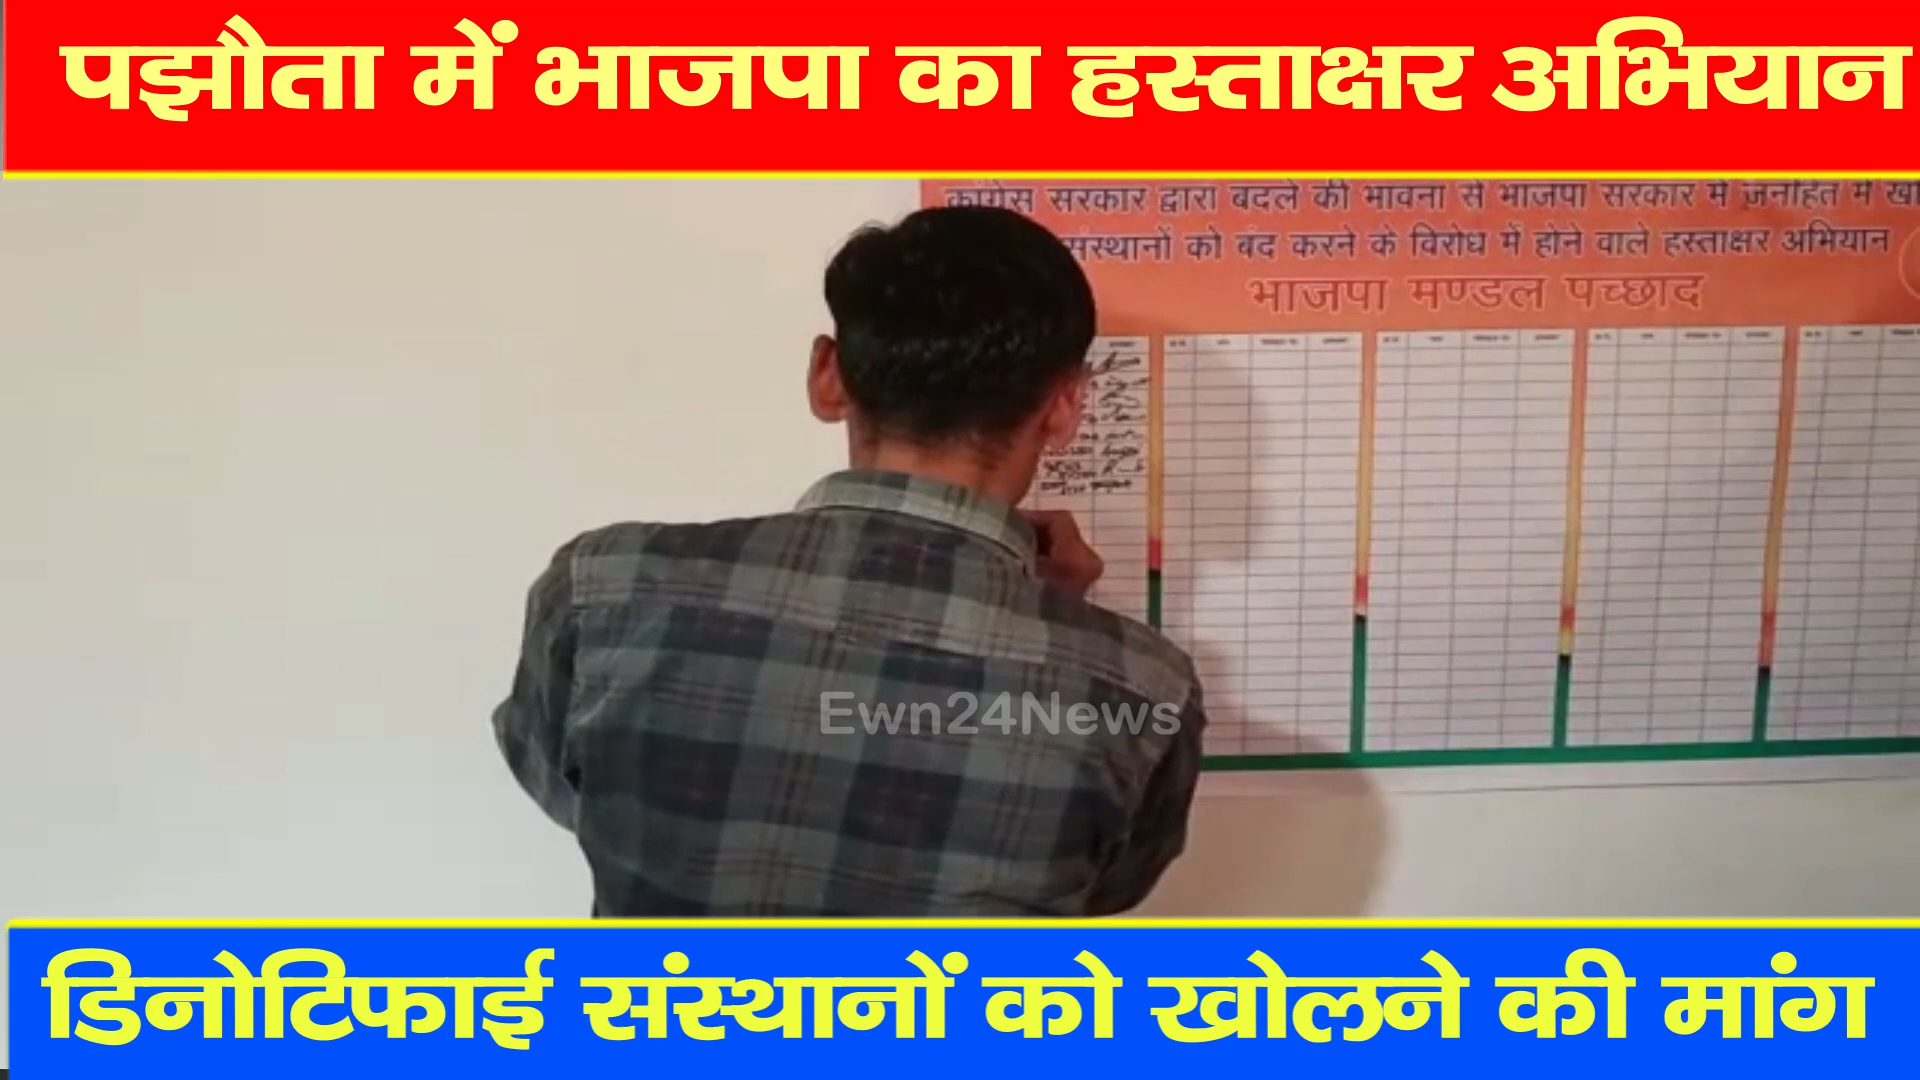 पझौता में भाजपा का हस्ताक्षर अभियान
कांग्रेस सरकार द्वारा बदले की भावना से भाजपा सरकार में जनहित में
संस्थानों को बंद करने के विरोध में होने वाले हस्ताक्षर अभियान
भाजपा मण्डल पच्छाद
Ewn24News
डिनोटिफाई संस्थानों को खोलने की मांग